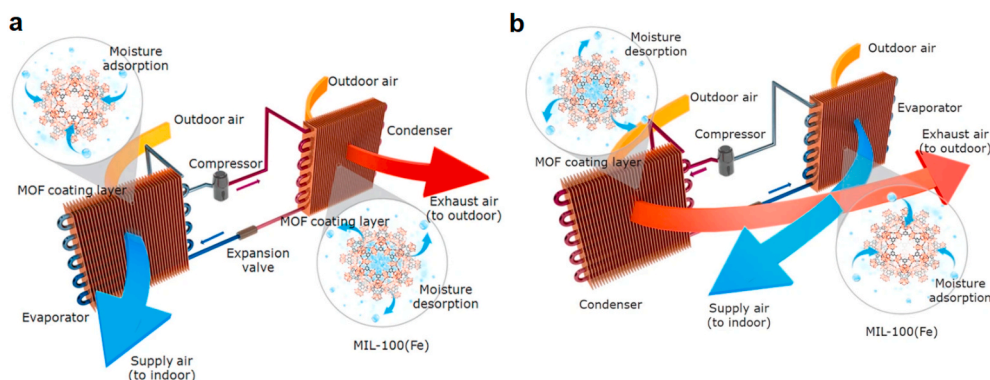 a
Moisture
adsorption
Outdoor air
Outdoor air
Condenser
Compressor
MOF coating layer
Exhaust air
(to outdoor)
MOF coating layer
Expansion
valve
Moisture
desorption
Evaporator
Supply air
(to indoor)
MIL-100(Fe)
b
Moisture
desorption
Outdoor air
Outdoor air
Evaporator
Compressor
Exhaust air
(to outdoor)
MOF coating layer
Condenser
Supply air
(to indoor)
Moisture
adsorption
MIL-100(Fe)